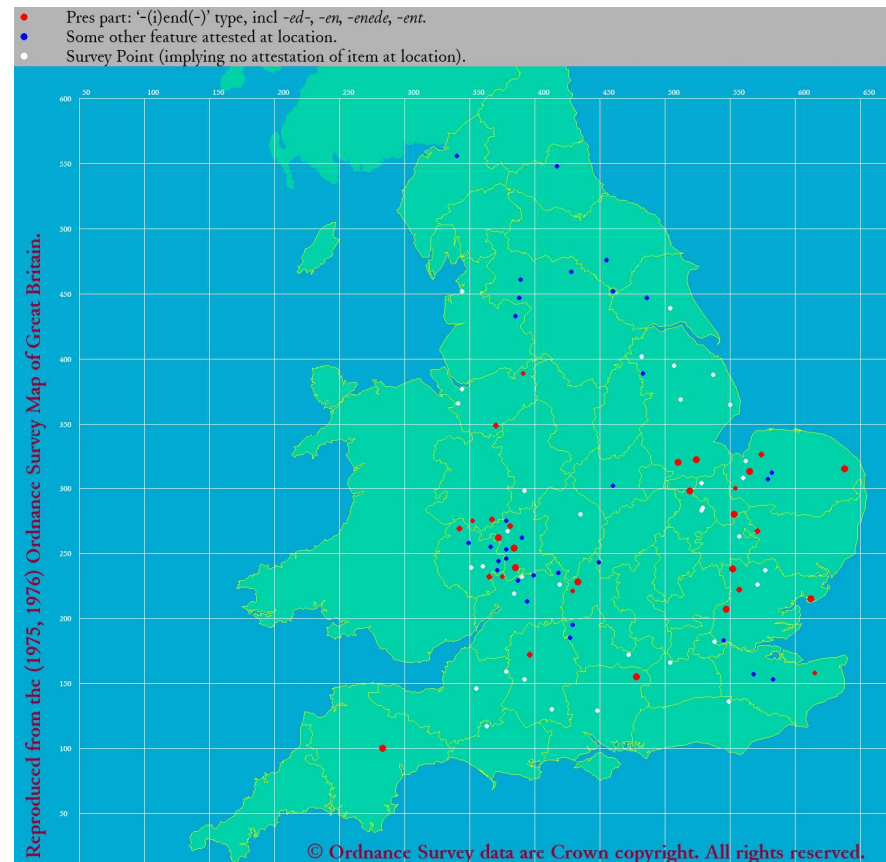 Pres part: ‘-(i)end(-)’ type, incl -ed-, -en, -enede, -ent.
Some other feature attested at location.
Survey Point (implying no attestation of item at location).
50 100 150 200 250 300 350 400 450 500 550 600 650
600
550
500
450
400
350
300
250
200
150
100
50
Reproduced from the (1975, 1976) Ordnance Survey Map of Great Britain.
© Ordnance Survey data are Crown copyright. All rights reserved.